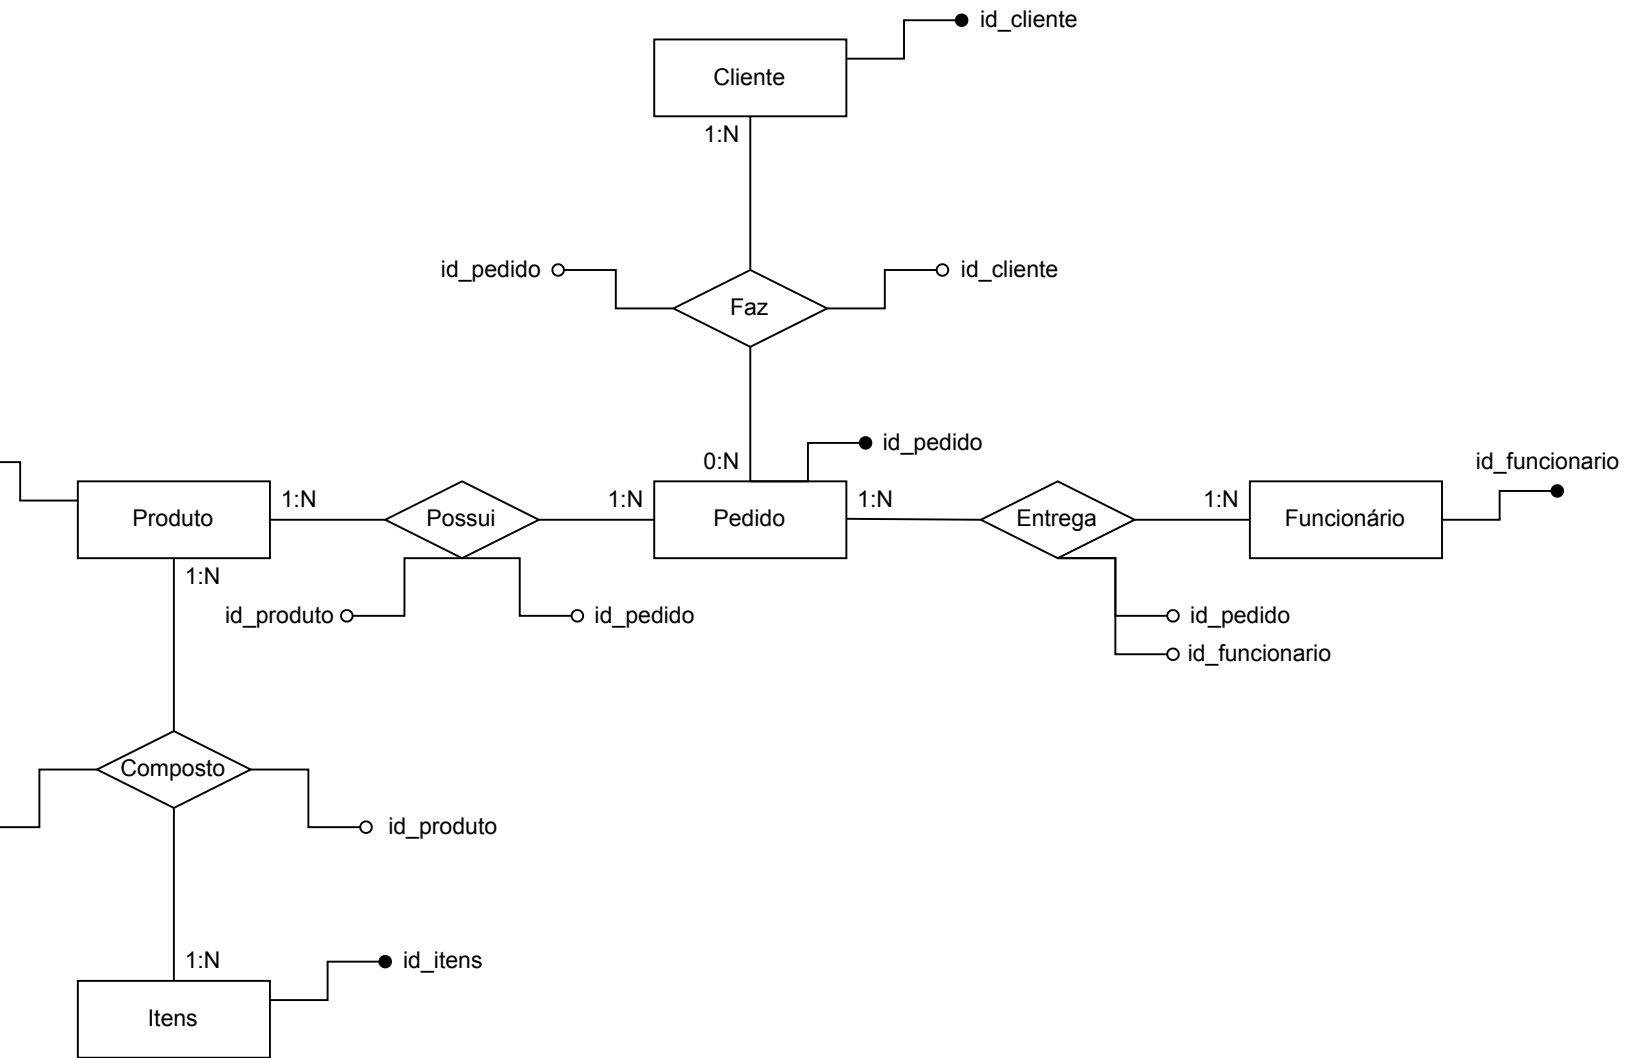 id_cliente
Cliente
1:N
id_pedido
id_cliente
Faz
0:N
id_pedido
id_funcionario
Produto
1:N
Possui
1:N
Pedido
1:N
Entrega
1:N
Funcionário
1:N
id_produto
id_pedido
id_pedido
id_funcionario
Composto
id_produto
1:N
id_itens
Itens